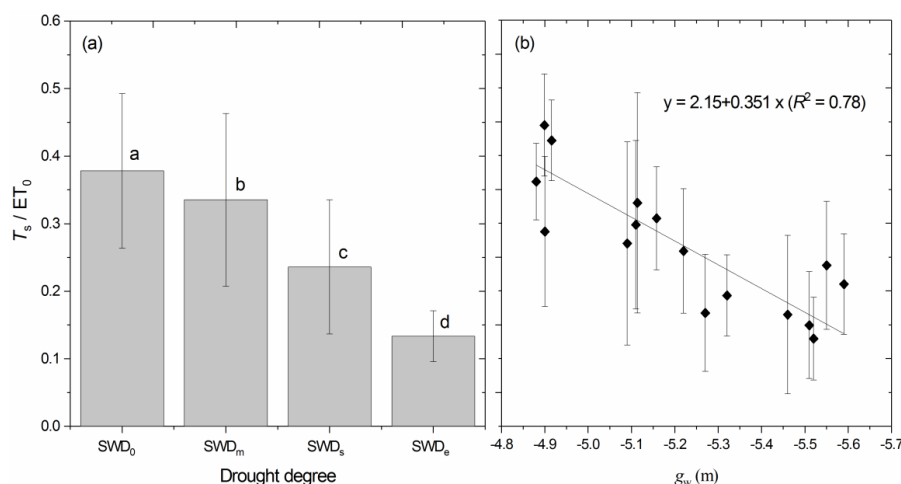 (a)
(b)
0.6
0.5
0.4
0.3
0.2
0.1
0.0
Ts / ET0
a
b
c
d
SWD0
SWDm
SWDs
SWDe
Drought degree
y = 2.15+0.351 x (R2 = 0.78)
-4.8 -4.9 -5.0 -5.1 -5.2 -5.3 -5.4 -5.5 -5.6 -5.7
gw (m)